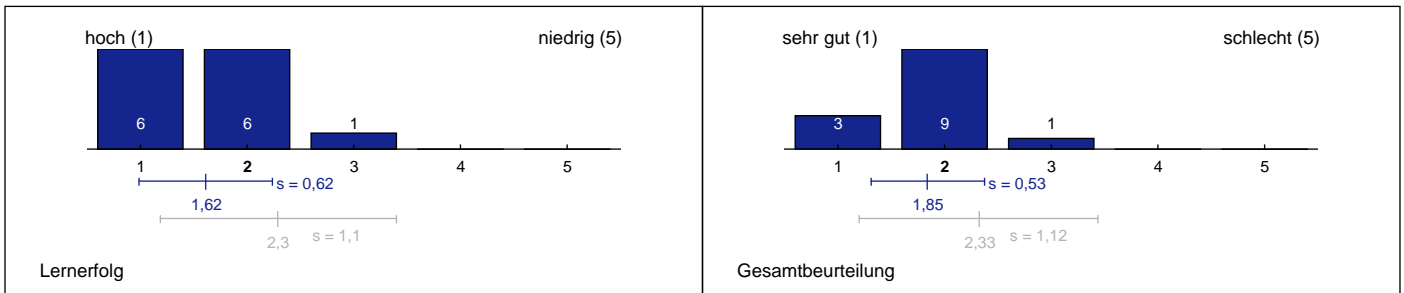 hoch (1) niedrig (5)
6 6 1
1 2 3 4 5
s = 0,62
1,62
s = 1,1
2,3
Lernerfolg
sehr gut (1) schlecht (5)
3 9 1
1 2 3 4 5
s = 0,53
1,85
s = 1,12
2,33
Gesamtbeurteilung